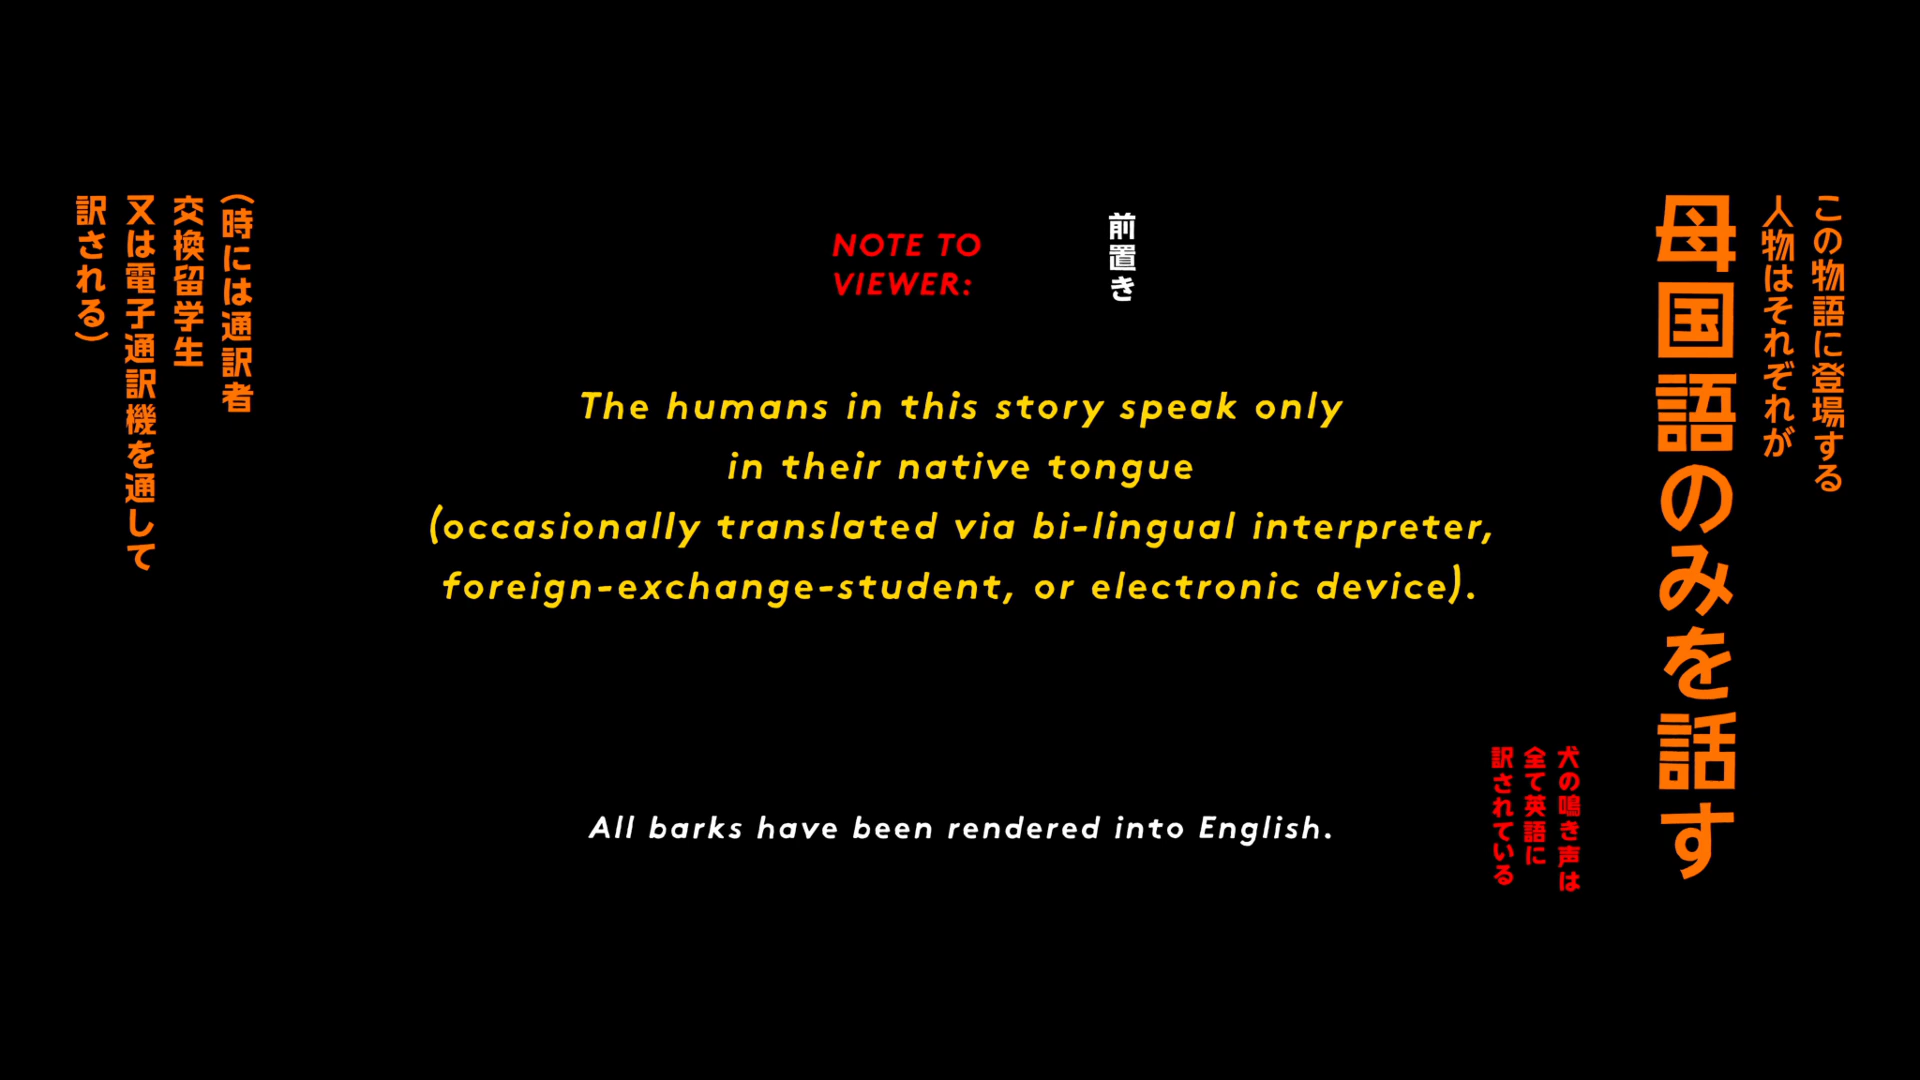 NOTE TO
VIEWER:
前置き
The humans in this story speak only
in their native tongue
(occasionally translated via bi-lingual interpreter,
foreign-exchange-student, or electronic device).
All barks have been rendered into English.
この物語に登場する
人物はそれぞれが
母国語のみを話す
(時には通訳者
交換留学生
又は電子通訳機を通して
訳される)
犬の鳴き声は
全て英語に
訳されている